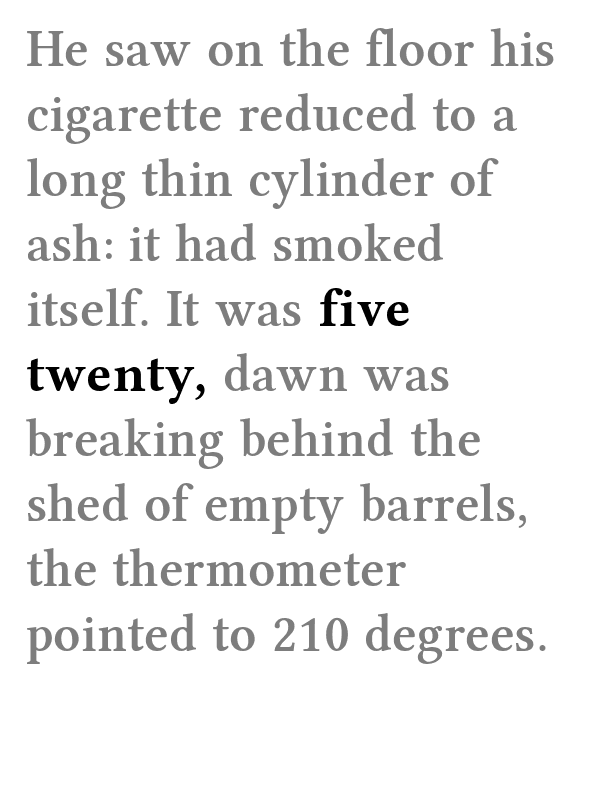 He saw on the floor his
cigarette reduced to a
long thin cylinder of
ash: it had smoked
itself. It was five
twenty, dawn was
breaking behind the
shed of empty barrels,
the thermometer
pointed to 210 degrees.